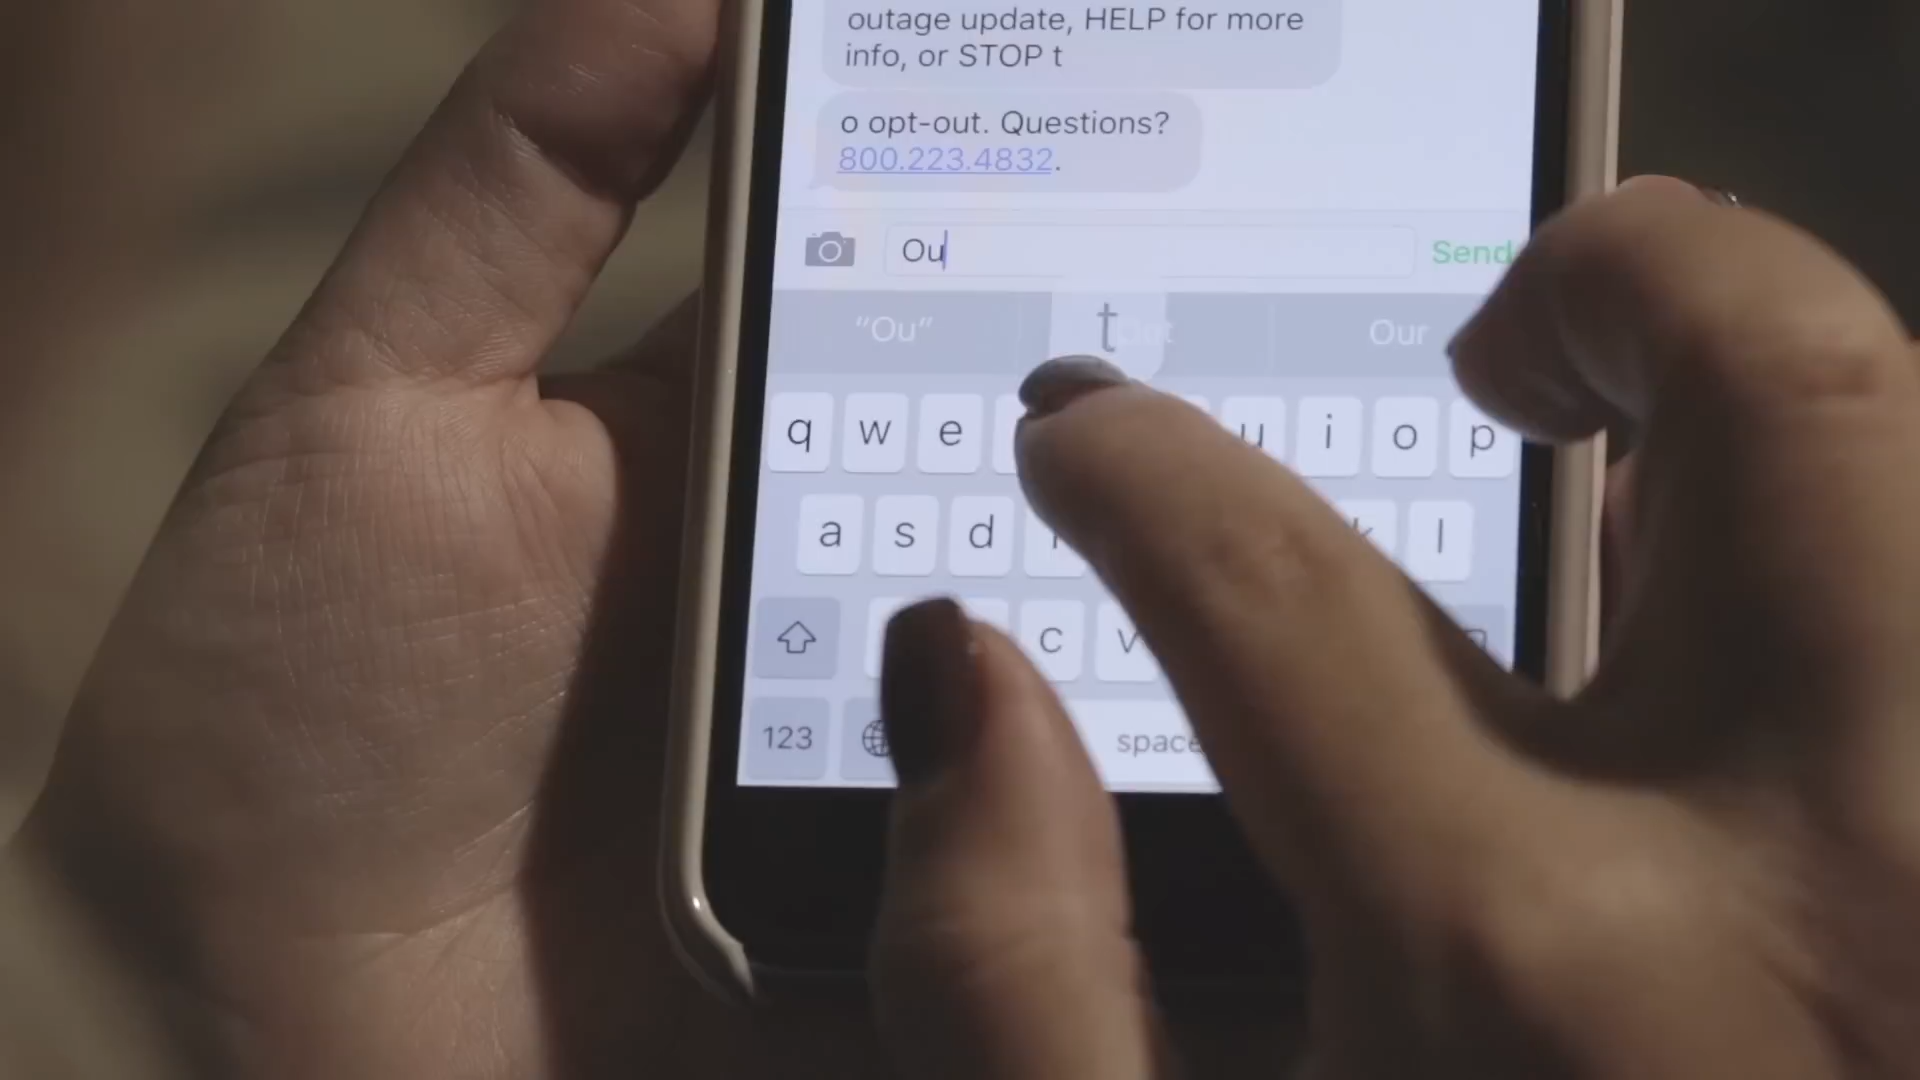 outage update, HELP for more
info, or STOP t
o opt-out. Questions?
800.223.4832.
Ou
Send
“Ou”
t
Our
q w e u i o p
a s d k l
c v
123
space